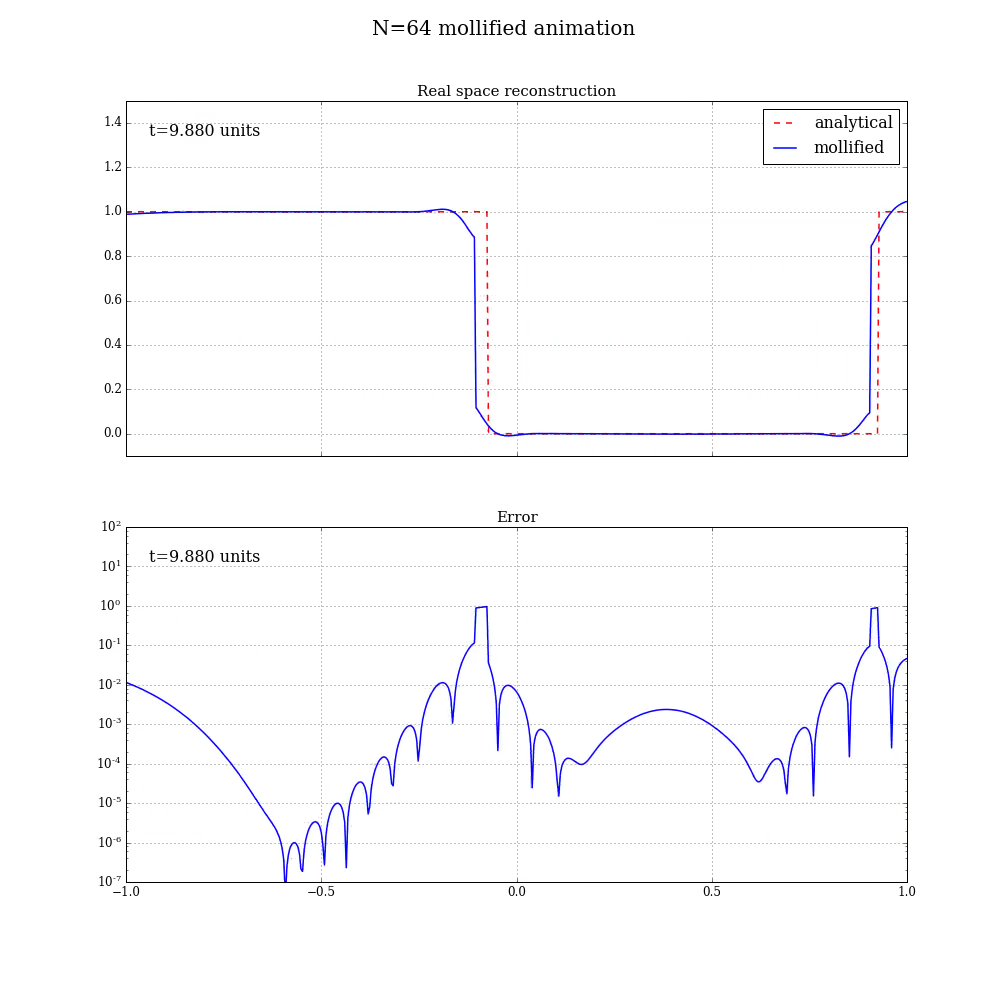 N=64 mollified animation
Real space reconstruction
t=9.880 units
analytical
mollified
1.4
1.2
1.0
0.8
0.6
0.4
0.2
0.0
Error
t=9.880 units
10²
10¹
10⁰
10⁻¹
10⁻²
10⁻³
10⁻⁴
10⁻⁵
10⁻⁶
10⁻⁷
−1.0 −0.5 0.0 0.5 1.0